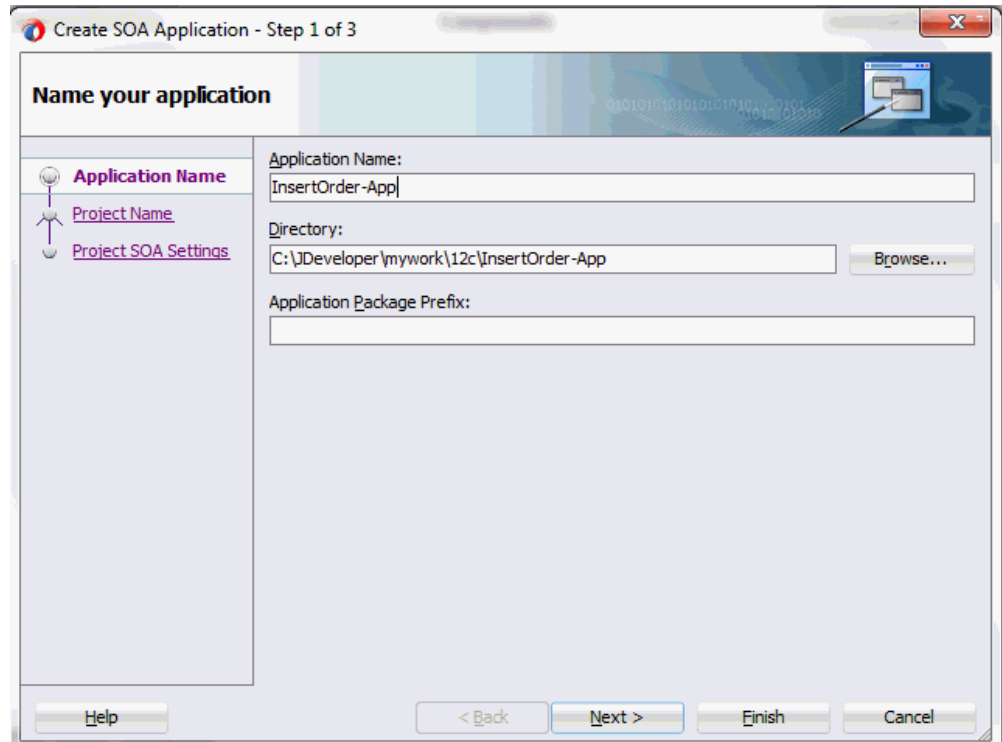 Create SOA Application - Step 1 of 3
Name your application
Application Name
Project Name
Project SOA Settings
Application Name:
InsertOrder-App
Directory:
C:\JDeveloper\mywork\12c\InsertOrder-App
Browse...
Application Package Prefix:
Help
< Back
Next >
Finish
Cancel